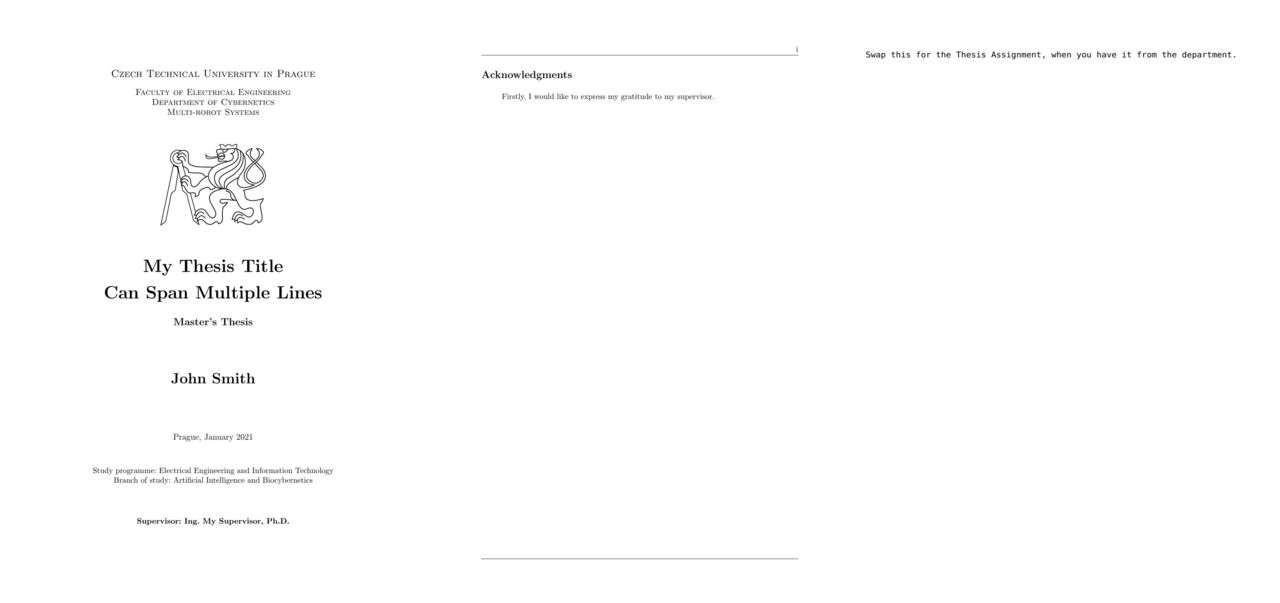 Czech Technical University in Prague
Faculty of Electrical Engineering
Department of Cybernetics
Multi-robot Systems
My Thesis Title
Can Span Multiple Lines
Master's Thesis
John Smith
Prague, January 2021
Study programme: Electrical Engineering and Information Technology
Branch of study: Artificial Intelligence and Biocybernetics
Supervisor: Ing. My Supervisor, Ph.D.
i
Acknowledgments
Firstly, I would like to express my gratitude to my supervisor.
Swap this for the Thesis Assignment, when you have it from the department.